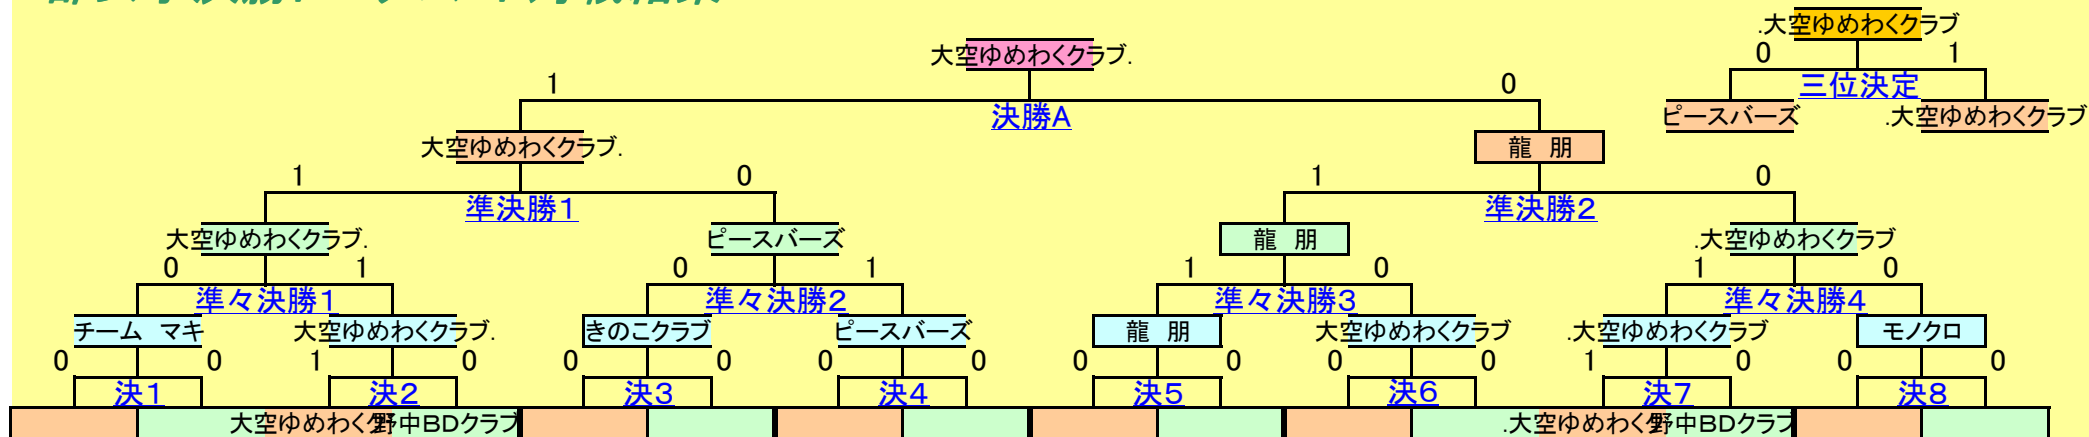 .大空ゆめわくクラブ
大空ゆめわくクラブ.
0 1
1 0
三位決定
決勝A
ピースバーズ .大空ゆめわくクラブ
大空ゆめわくクラブ. 龍 朋
1 0 1 0
準決勝1 準決勝2
大空ゆめわくクラブ. ピースバーズ 龍 朋 .大空ゆめわくクラブ
0 1 0 1 1 0 1 0
準々決勝1 準々決勝2 準々決勝3 準々決勝4
チーム マキ 大空ゆめわくクラブ. きのこクラブ ピースバーズ 龍 朋 大空ゆめわくクラブ .大空ゆめわくクラブ モノクロ
0 0 1 0 0 0 0 0 0 0 0 0 1 0 0 0
決1 決2 決3 決4 決5 決6 決7 決8
大空ゆめわく 野中BDクラブ .大空ゆめわく 野中BDクラブ